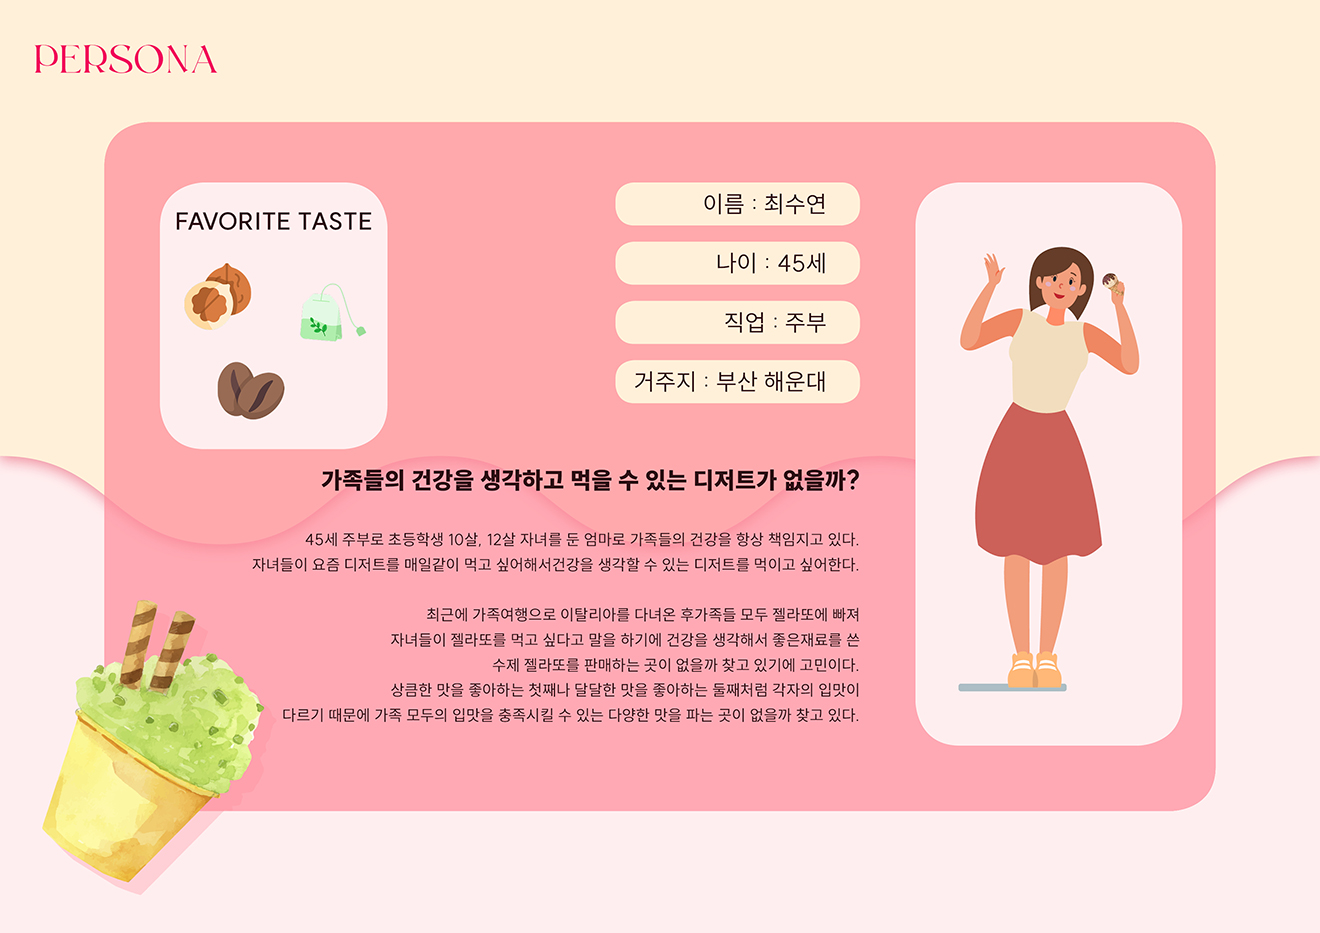 PERSONA
FAVORITE TASTE
이름 : 최수연
나이 : 45세
직업 : 주부
거주지 : 부산 해운대
가족들의 건강을 생각하고 먹을 수 있는 디저트가 없을까?
45세 주부로 초등학생 10살, 12살 자녀를 둔 엄마로 가족들의 건강을 항상 책임지고 있다.
자녀들이 요즘 디저트를 매일같이 먹고 싶어해서건강을 생각할 수 있는 디저트를 먹이고 싶어한다.
최근에 가족여행으로 이탈리아를 다녀온 후가족들 모두 젤라또에 빠져
자녀들이 젤라또를 먹고 싶다고 말을 하기에 건강을 생각해서 좋은재료를 쓴
수제 젤라또를 판매하는 곳이 없을까 찾고 있기에 고민이다.
상큼한 맛을 좋아하는 첫째나 달달한 맛을 좋아하는 둘째처럼 각자의 입맛이
다르기 때문에 가족 모두의 입맛을 충족시킬 수 있는 다양한 맛을 파는 곳이 없을까 찾고 있다.